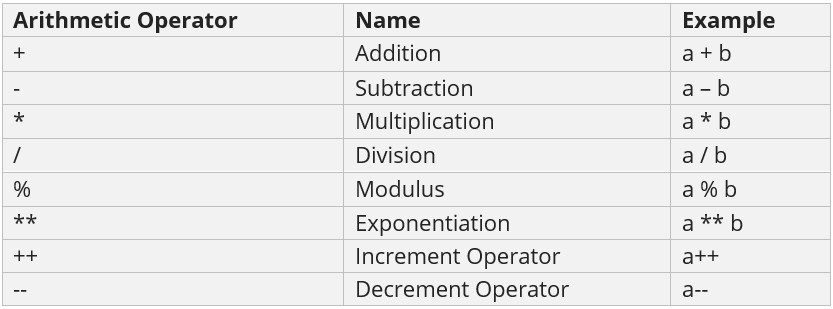 Arithmetic Operator Name Example
+ Addition a + b
- Subtraction a – b
* Multiplication a * b
/ Division a / b
% Modulus a % b
** Exponentiation a ** b
++ Increment Operator a++
-- Decrement Operator a--